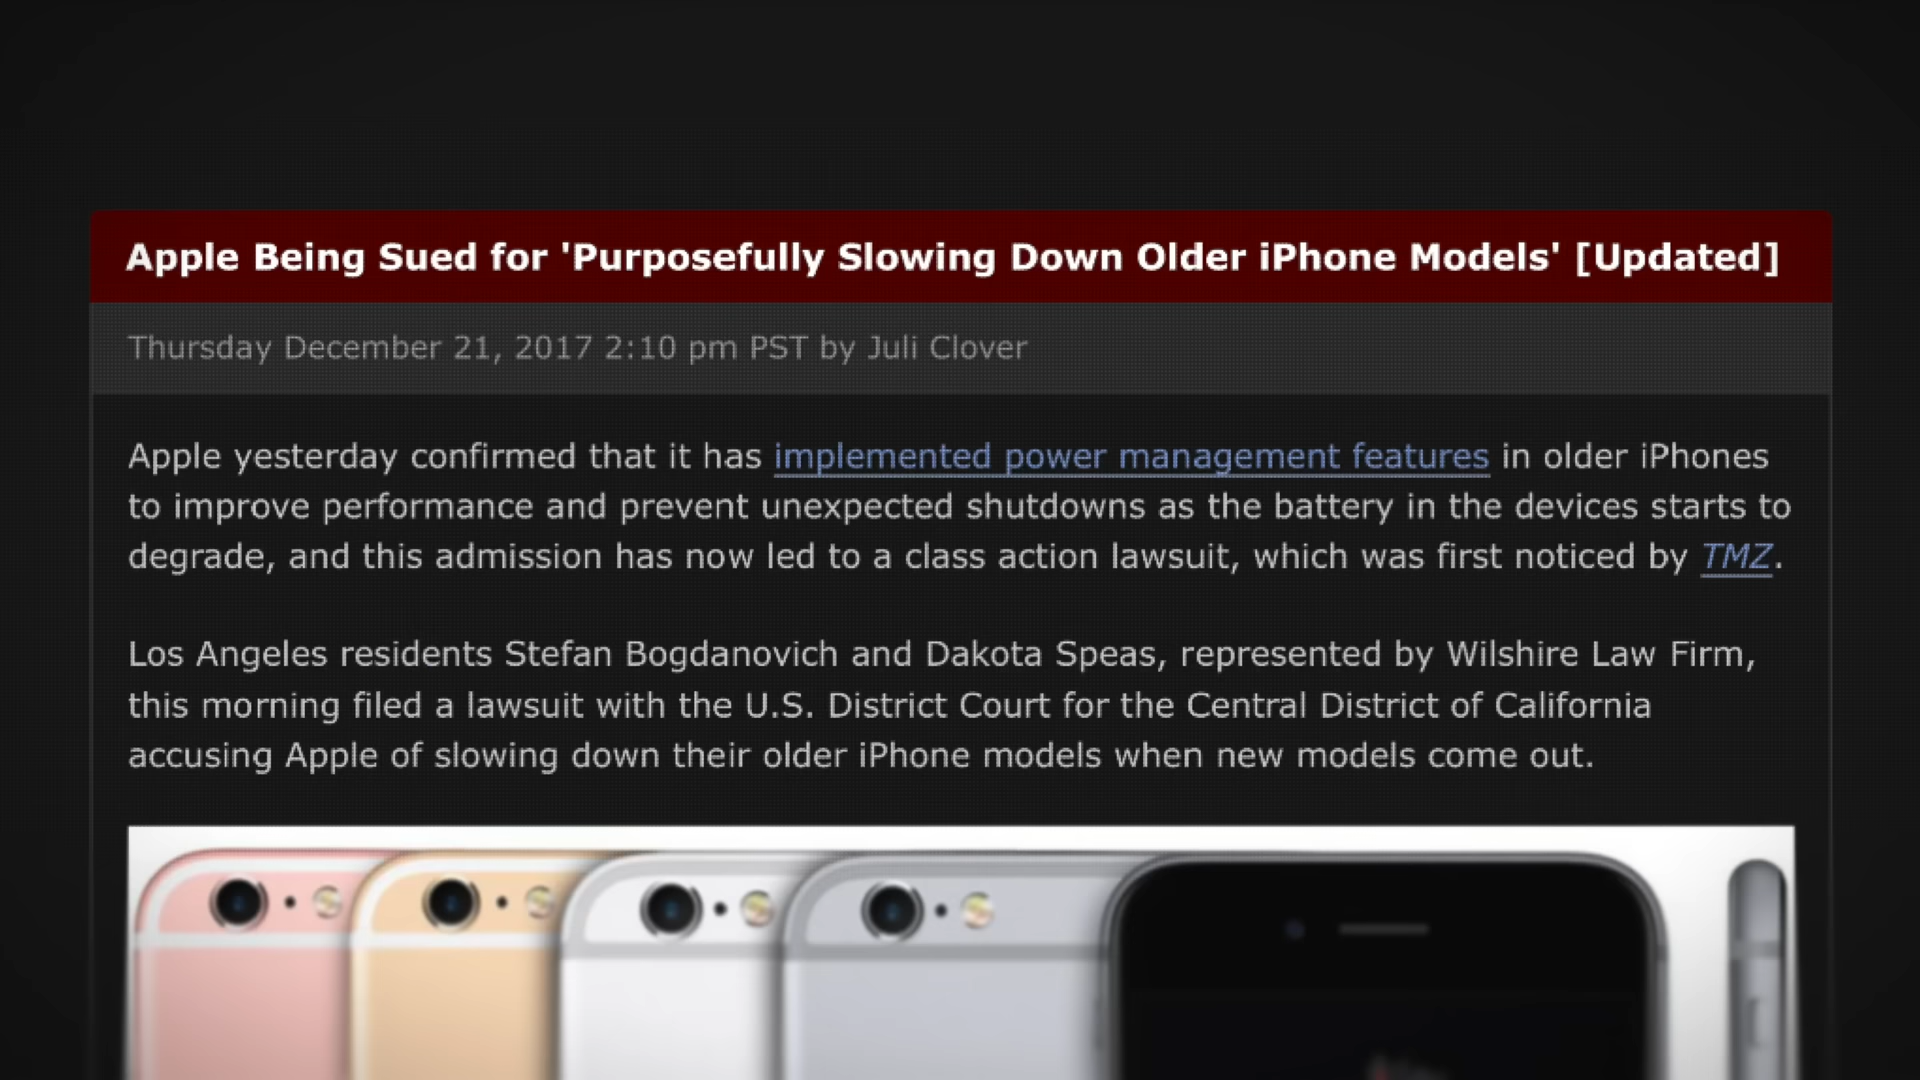 Apple Being Sued for 'Purposefully Slowing Down Older iPhone Models' [Updated]
Thursday December 21, 2017 2:10 pm PST by Juli Clover
Apple yesterday confirmed that it has implemented power management features in older iPhones
to improve performance and prevent unexpected shutdowns as the battery in the devices starts to
degrade, and this admission has now led to a class action lawsuit, which was first noticed by TMZ.
Los Angeles residents Stefan Bogdanovich and Dakota Speas, represented by Wilshire Law Firm,
this morning filed a lawsuit with the U.S. District Court for the Central District of California
accusing Apple of slowing down their older iPhone models when new models come out.